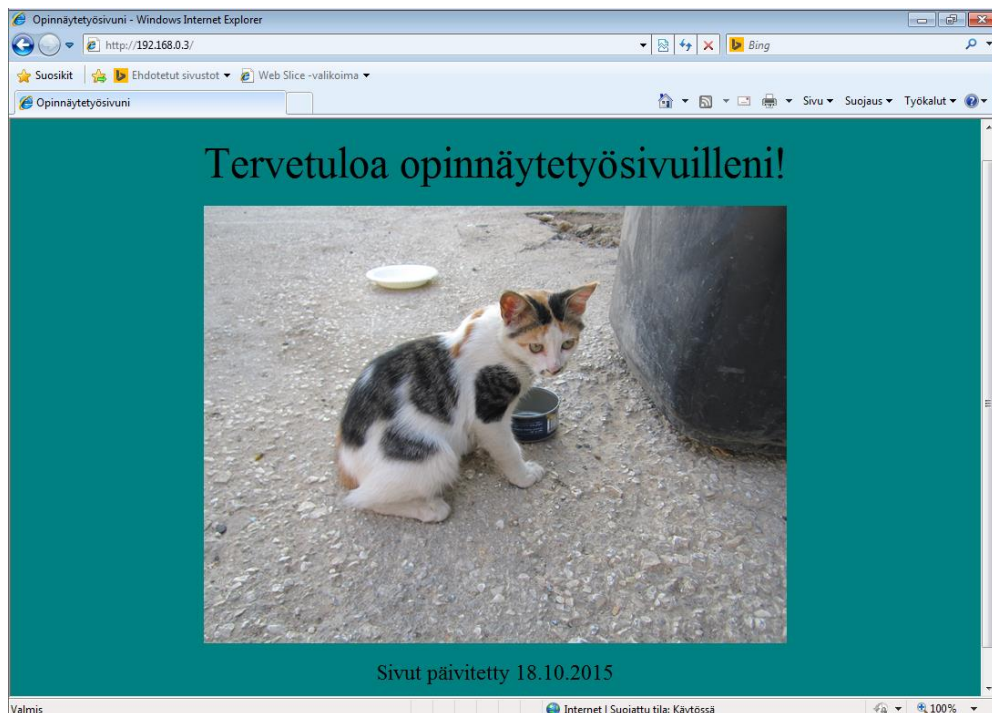 Opinnäytetyösivuni - Windows Internet Explorer
http://192.168.0.3/
Bing
Suosikit Ehdotetut sivustot Web Slice -valikoima
Opinnäytetyösivuni Sivu Suojaus Työkalut
Tervetuloa opinnäytetyösivuilleni!
Sivut päivitetty 18.10.2015
Valmis Internet | Suojattu tila: Käytössä 100%